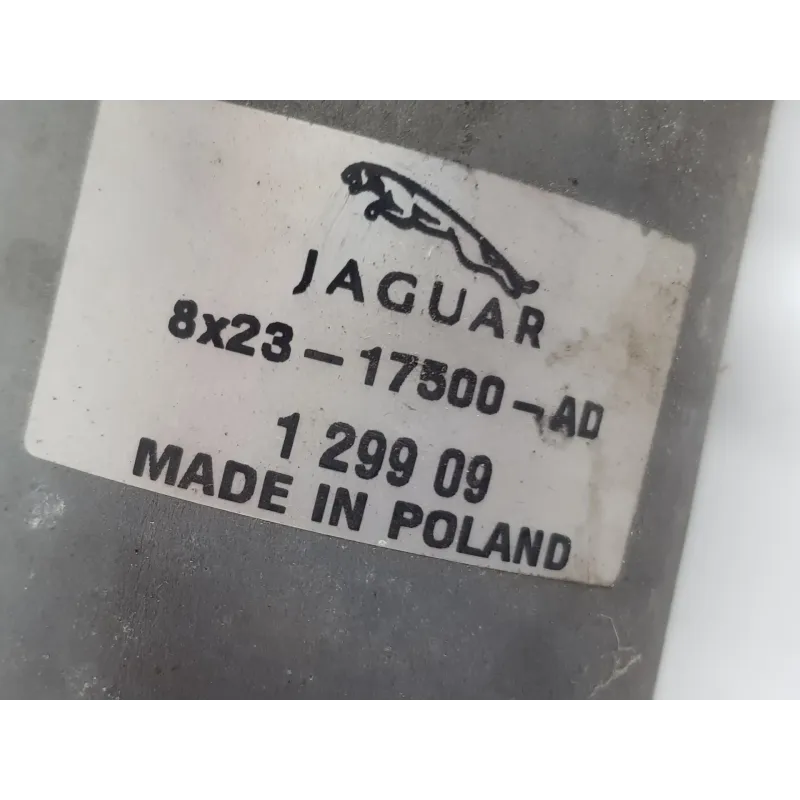 JAGUAR
8x23-17500-AD
1 299 09
MADE IN POLAND